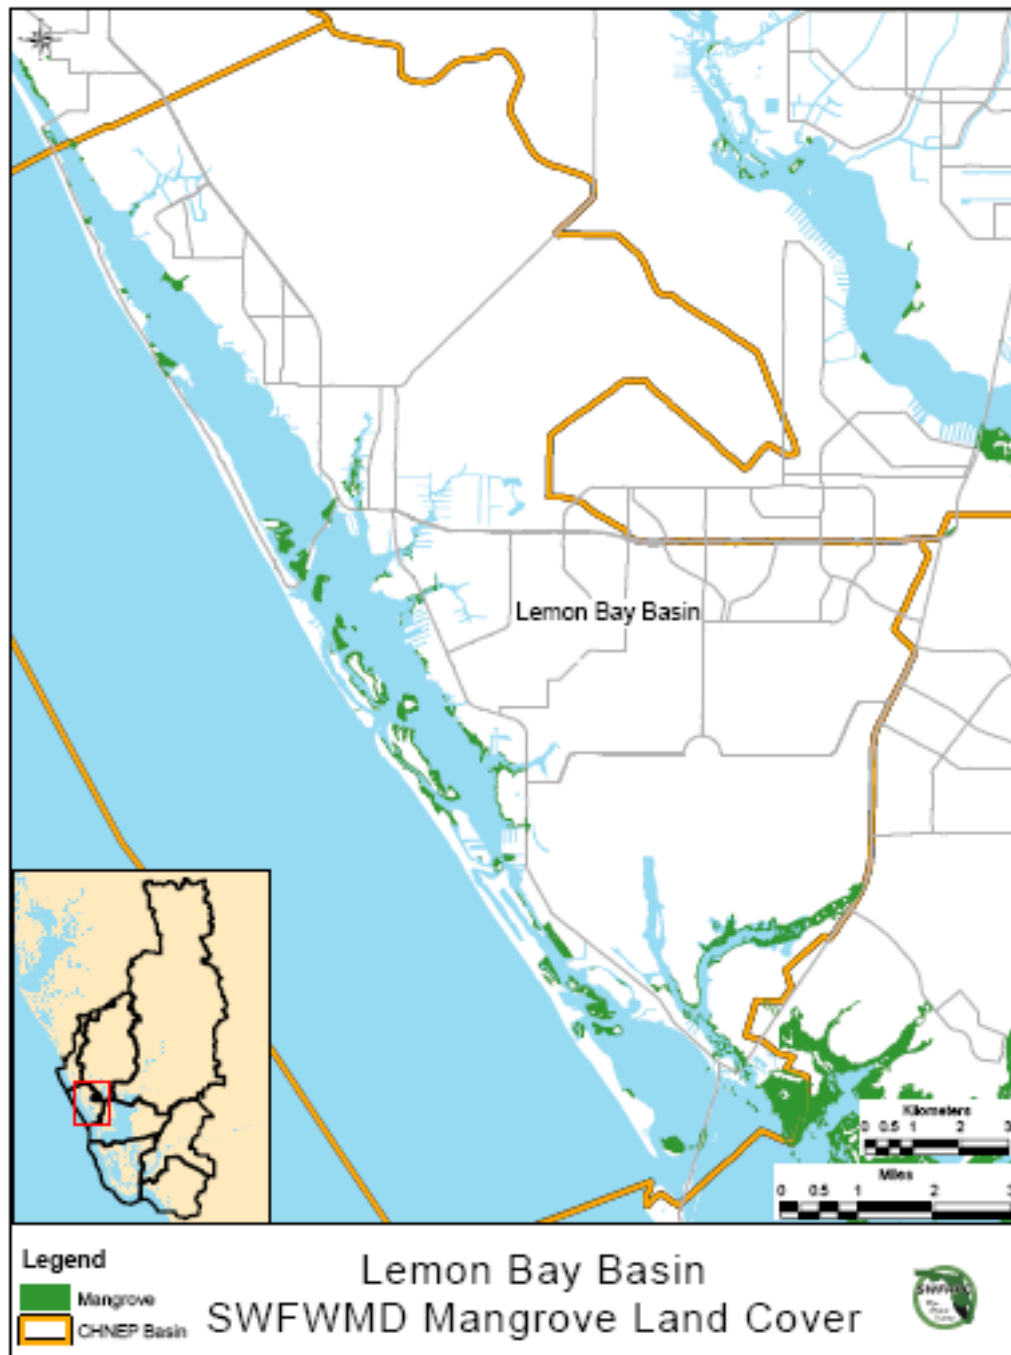 Lemon Bay Basin
Kilometers
0 0.5 1 2 3
Miles
0 0.5 1 2 3
Legend
Mangrove
CHNEP Basin
Lemon Bay Basin
SWFWMD Mangrove Land Cover